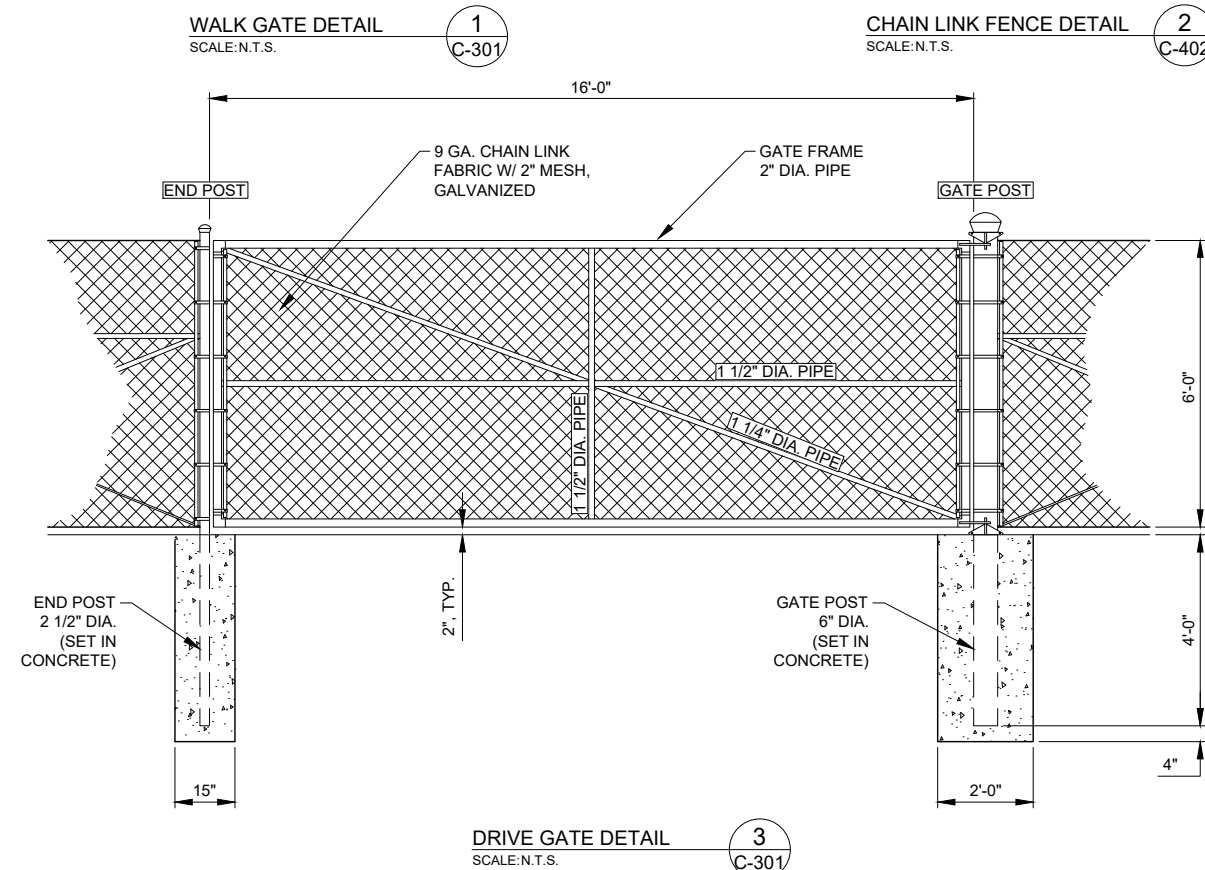 WALK GATE DETAIL
SCALE:N.T.S.
1
C-301
CHAIN LINK FENCE DETAIL
SCALE:N.T.S.
2
C-402
16'-0"
9 GA. CHAIN LINK
FABRIC W/ 2" MESH,
GALVANIZED
GATE FRAME
2" DIA. PIPE
END POST
GATE POST
1 1/2" DIA. PIPE
1 1/2" DIA. PIPE
1 1/4" DIA. PIPE
6'-0"
END POST
2 1/2" DIA.
(SET IN
CONCRETE)
2", TYP.
GATE POST
6" DIA.
(SET IN
CONCRETE)
4'-0"
4"
15"
2'-0"
DRIVE GATE DETAIL
SCALE:N.T.S.
3
C-301